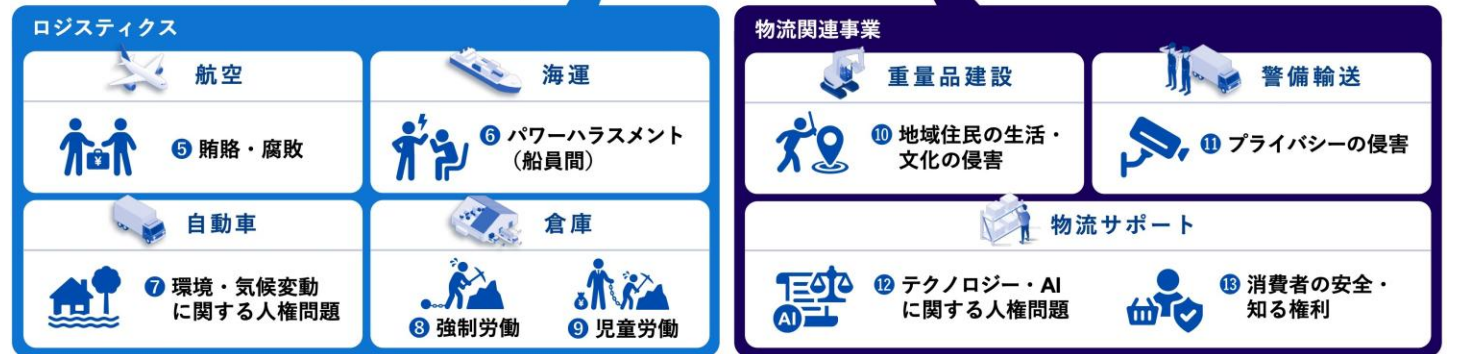 ロジスティクス
航空
❺ 賄賂・腐敗
海運
❻ パワーハラスメント
（船員間）
自動車
❼ 環境・気候変動
に関する人権問題
倉庫
❽ 強制労働
❾ 児童労働
物流関連事業
重量品建設
❿ 地域住民の生活・
文化の侵害
警備輸送
⓫ プライバシーの侵害
物流サポート
AI
⓬ テクノロジー・AI
に関する人権問題
⓭ 消費者の安全・
知る権利